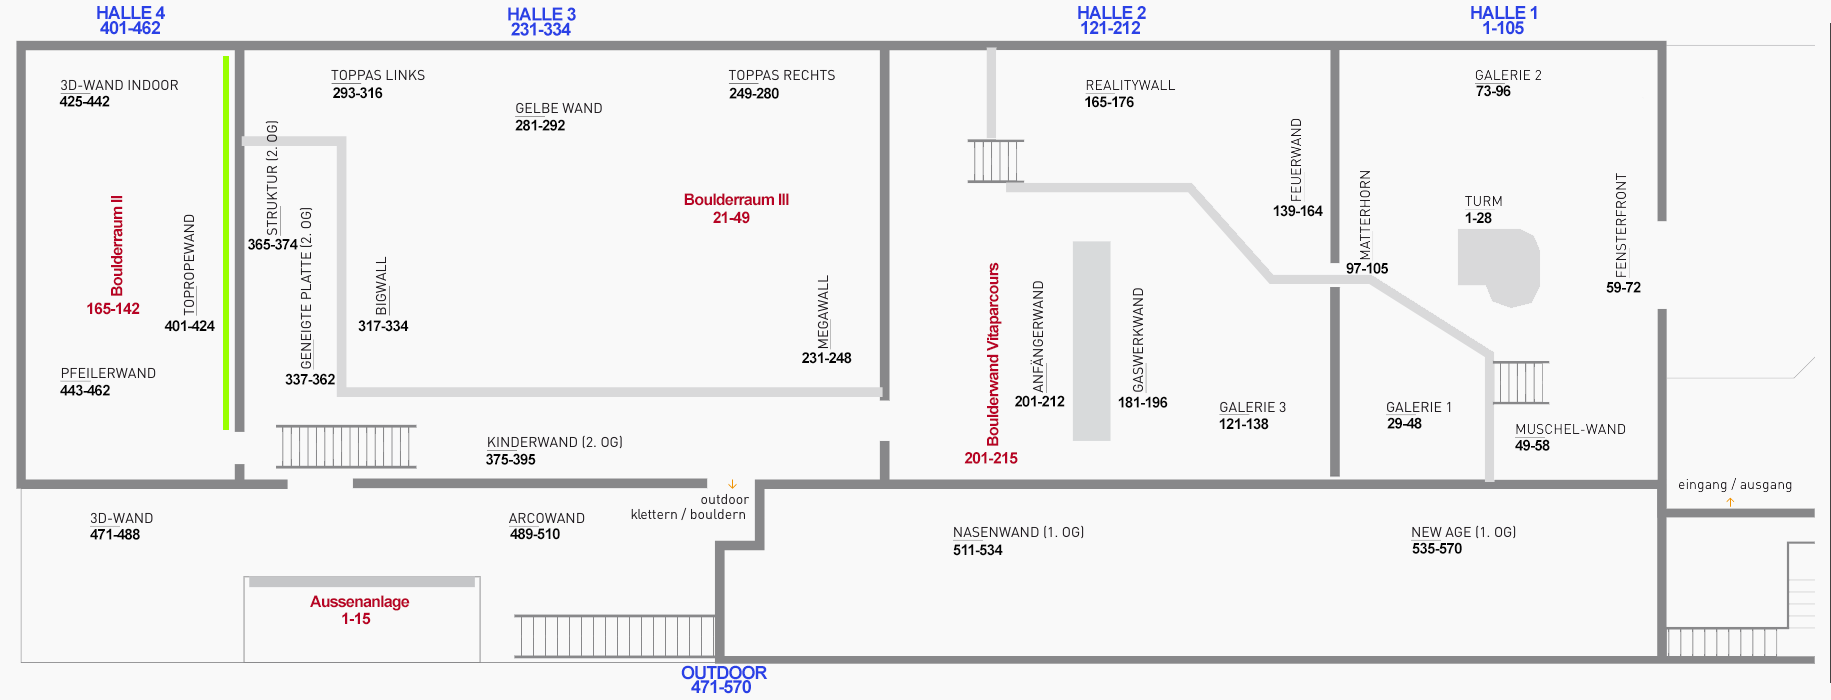 HALLE 4
401-462
HALLE 3
231-334
HALLE 2
121-212
HALLE 1
1-105
3D-WAND INDOOR
425-442
Boulderraum II
165-142
TOPROPEWAND
401-424
PFEILERWAND
443-462
TOPPAS LINKS
293-316
GELBE WAND
281-292
TOPPAS RECHTS
249-280
STRUKTUR (2. OG)
365-374
GENEIGTE PLATTE (2. OG)
337-362
BIGWALL
317-334
Boulderraum III
21-49
MEGAWALL
231-248
KINDERWAND (2. OG)
375-395
REALITYWALL
165-176
FEUERWAND
139-164
Boulderwand Vitaparcours
201-215
ANFÄNGERWAND
201-212
GASWERKWAND
181-196
GALERIE 3
121-138
GALERIE 2
73-96
MATTERHORN
97-105
TURM
1-28
FENSTERFRONT
59-72
GALERIE 1
29-48
MUSCHEL-WAND
49-58
eingang / ausgang
outdoor
klettern / bouldern
3D-WAND
471-488
ARCOWAND
489-510
Aussenanlage
1-15
NASENWAND (1. OG)
511-534
NEW AGE (1. OG)
535-570
OUTDOOR
471-570